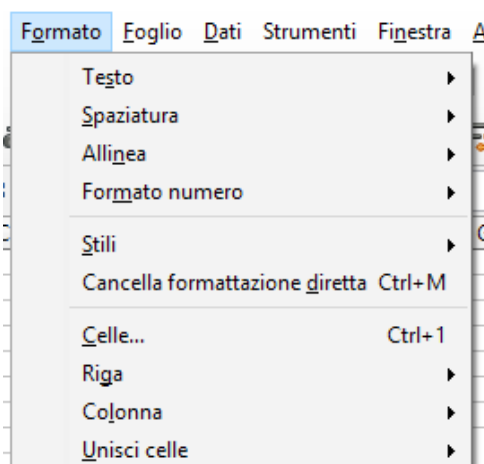 Formato Foglio Dati Strumenti Finestra
Testo
Spaziatura
Allinea
Formato numero
Stili
Cancella formattazione diretta Ctrl+M
Celle... Ctrl+1
Riga
Colonna
Unisci celle